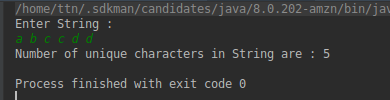 /home/ttn/.sdkman/candidates/java/8.0.202-amzn/bin/jav
Enter String :
a b c c d d
Number of unique characters in String are : 5
Process finished with exit code 0